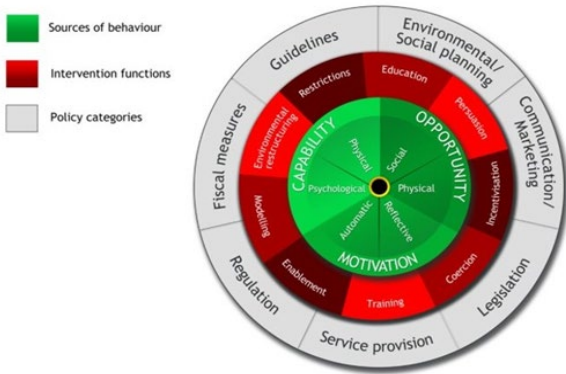 Sources of behaviour
Intervention functions
Policy categories
Guidelines
Environmental/
Social planning
Communication/
Marketing
Legislation
Service provision
Regulation
Fiscal measures
Restrictions
Education
Persuasion
Incentivisation
Coercion
Training
Enablement
Modelling
Environmental
restructuring
CAPABILITY
OPPORTUNITY
MOTIVATION
Physical
Social
Physical
Reflective
Automatic
Psychological